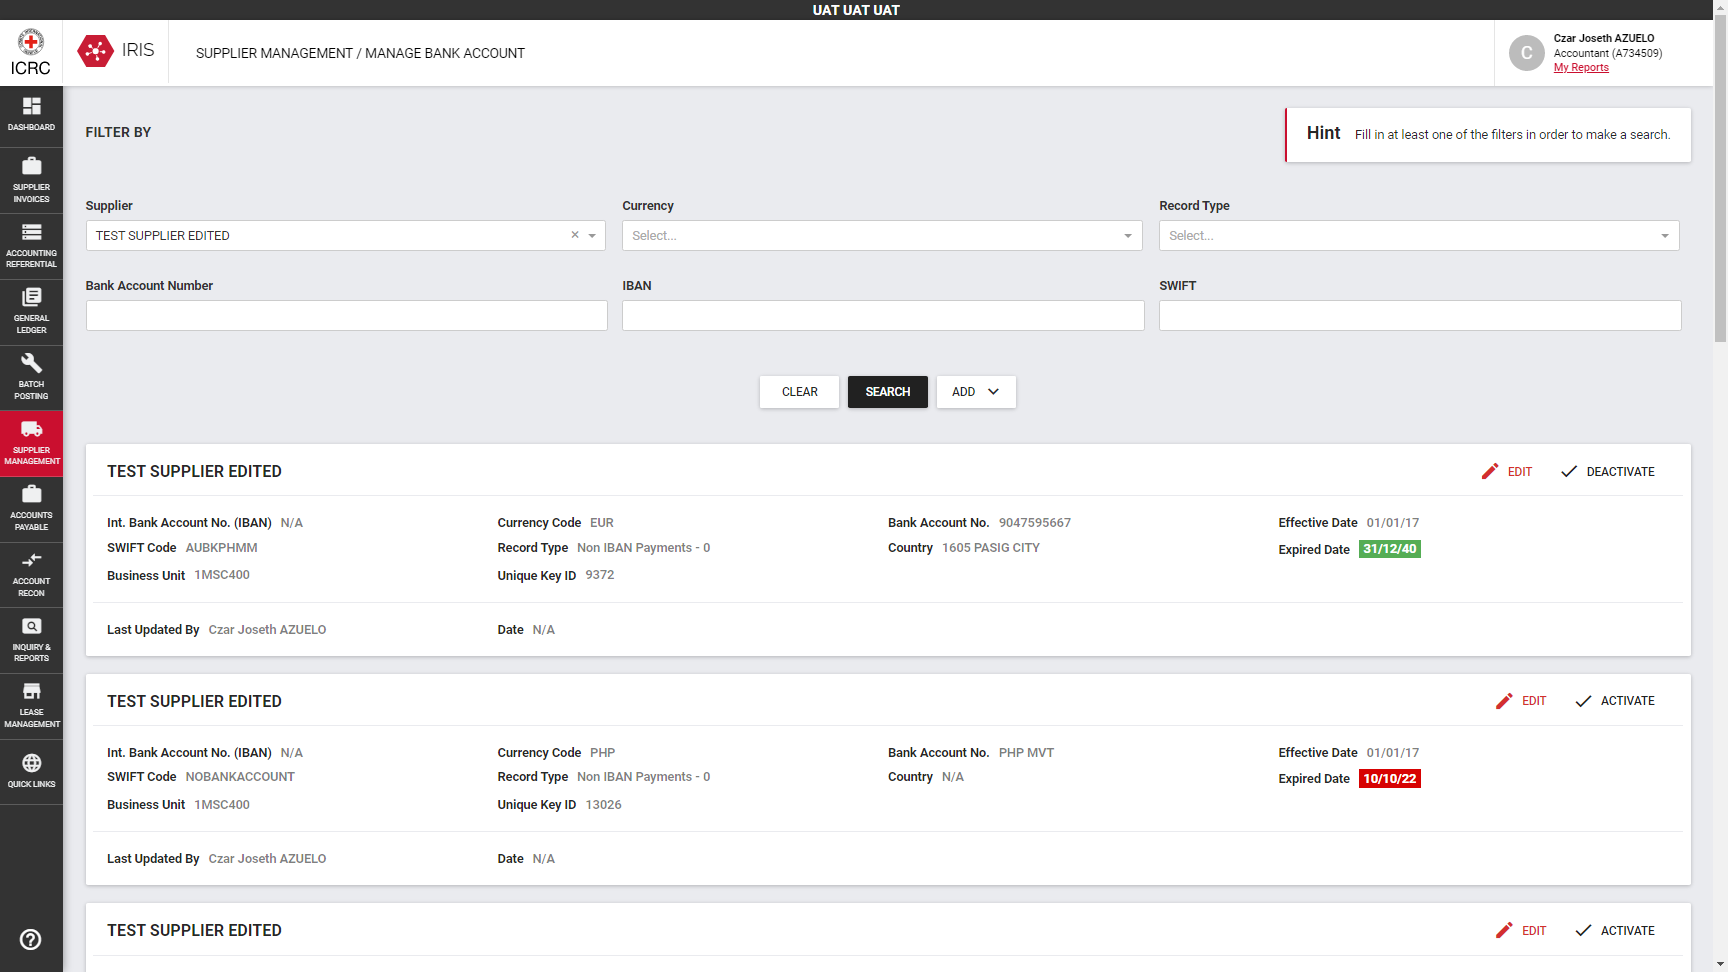 UAT UAT UAT
ICRC
IRIS
SUPPLIER MANAGEMENT / MANAGE BANK ACCOUNT
C
Czar Joseth AZUELO
Accountant (A734509)
My Reports
DASHBOARD
SUPPLIER
INVOICES
ACCOUNTING
REFERENTIAL
GENERAL
LEDGER
BATCH
POSTING
SUPPLIER
MANAGEMENT
ACCOUNTS
PAYABLE
ACCOUNT
RECON
INQUIRY &
REPORTS
LEASE
MANAGEMENT
QUICK LINKS
FILTER BY
Hint Fill in at least one of the filters in order to make a search.
Supplier Currency Record Type
TEST SUPPLIER EDITED × Select... Select...
Bank Account Number IBAN SWIFT
CLEAR SEARCH ADD
TEST SUPPLIER EDITED EDIT DEACTIVATE
Int. Bank Account No. (IBAN) N/A Currency Code EUR Bank Account No. 9047595667 Effective Date 01/01/17
SWIFT Code AUBKPHMM Record Type Non IBAN Payments - 0 Country 1605 PASIG CITY Expired Date 31/12/40
Business Unit 1MSC400 Unique Key ID 9372
Last Updated By Czar Joseth AZUELO Date N/A
TEST SUPPLIER EDITED EDIT ACTIVATE
Int. Bank Account No. (IBAN) N/A Currency Code PHP Bank Account No. PHP MVT Effective Date 01/01/17
SWIFT Code NOBANKACCOUNT Record Type Non IBAN Payments - 0 Country N/A Expired Date 10/10/22
Business Unit 1MSC400 Unique Key ID 13026
Last Updated By Czar Joseth AZUELO Date N/A
TEST SUPPLIER EDITED EDIT ACTIVATE